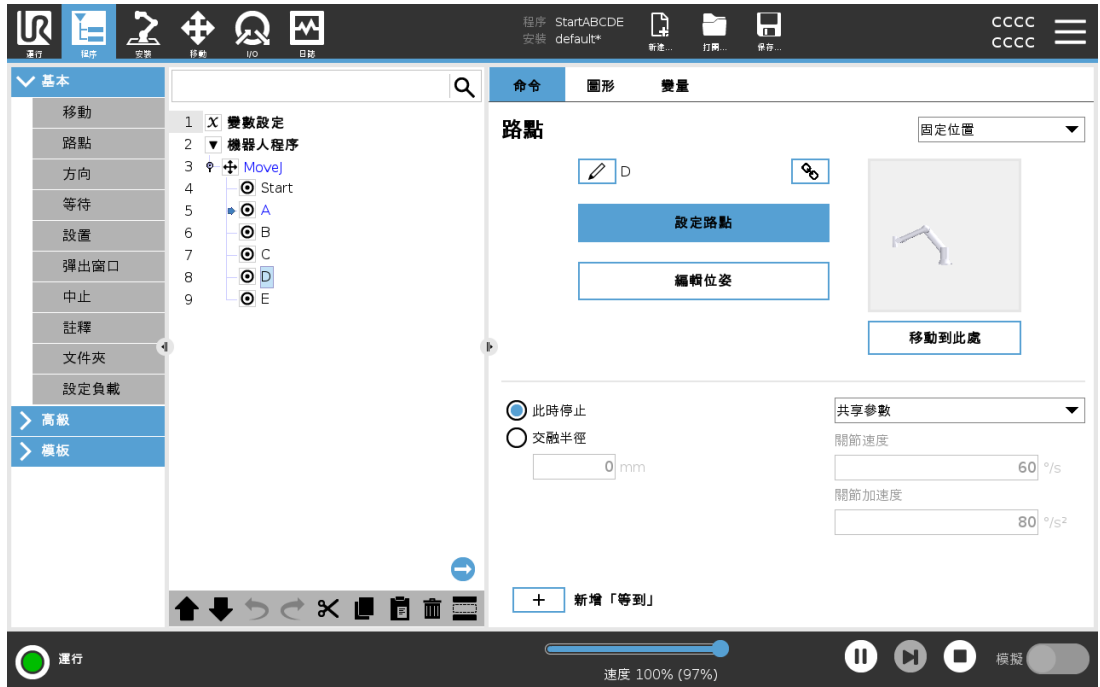 程序 StartABCDE
安裝 default*
CCCC
CCCC
UR
運行
程序
安裝
移動
I/O
日誌
新建...
打開...
保存...
基本
移動
路點
方向
等待
設置
彈出窗口
中止
註釋
文件夾
設定負載
高級
模板
1 X 變數設定
2 機器人程序
3 MoveJ
4 Start
5 A
6 B
7 C
8 D
9 E
命令
圖形
變量
路點
固定位置
D
設定路點
編輯位姿
移動到此處
此時停止
交融半徑
0 mm
共享參數
關節速度
60 °/s
關節加速度
80 °/s²
+ 新增「等到」
運行
速度 100% (97%)
模擬